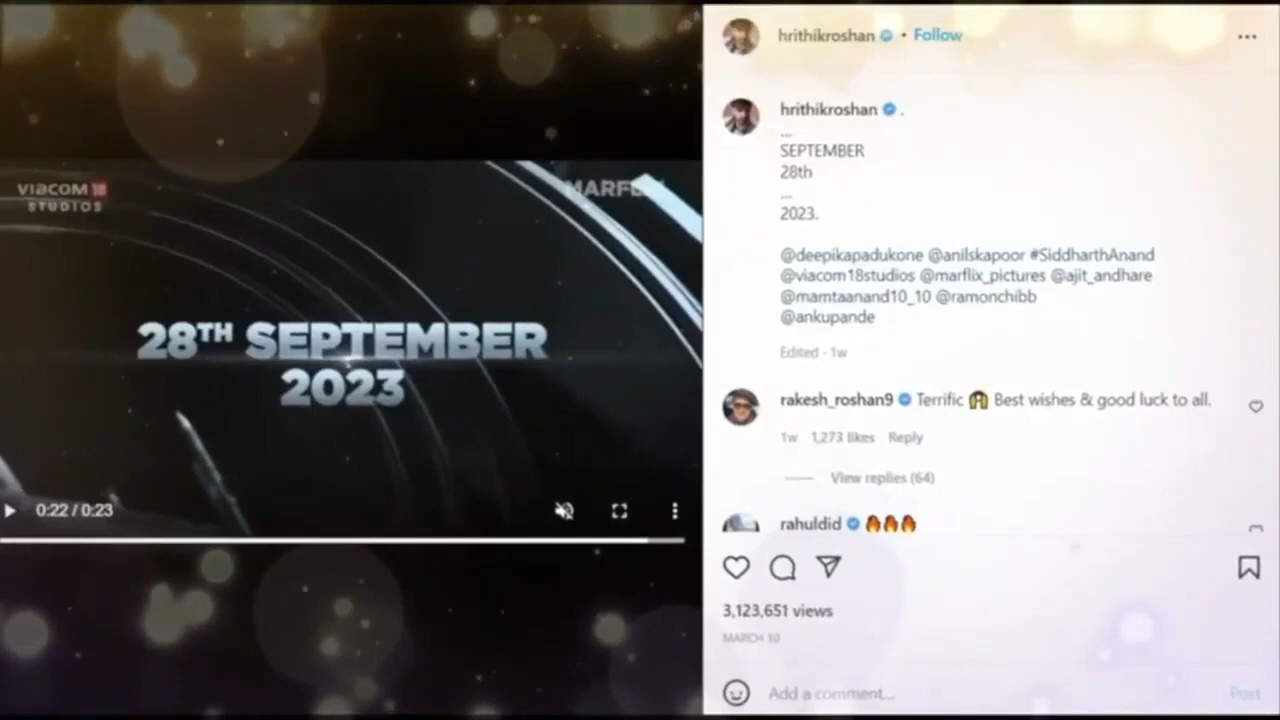 VIACOM 18
STUDIOS
28TH SEPTEMBER
2023
0:22 / 0:23
hrithikroshan • Follow
hrithikroshan .
...
SEPTEMBER
28th
...
2023.
@deepikapadukone @anilskapoor #SiddharthAnand
@viacom18studios @marflix_pictures @ajit_andhare
@mamtaanand10_10 @ramonchibb
@ankupande
Edited · 1w
rakesh_roshan9 Terrific 🙌 Best wishes & good luck to all.
1w 1,273 likes Reply
View replies (64)
rahuldid 🔥🔥🔥
3,123,651 views
MARCH 10
Add a comment...
Post